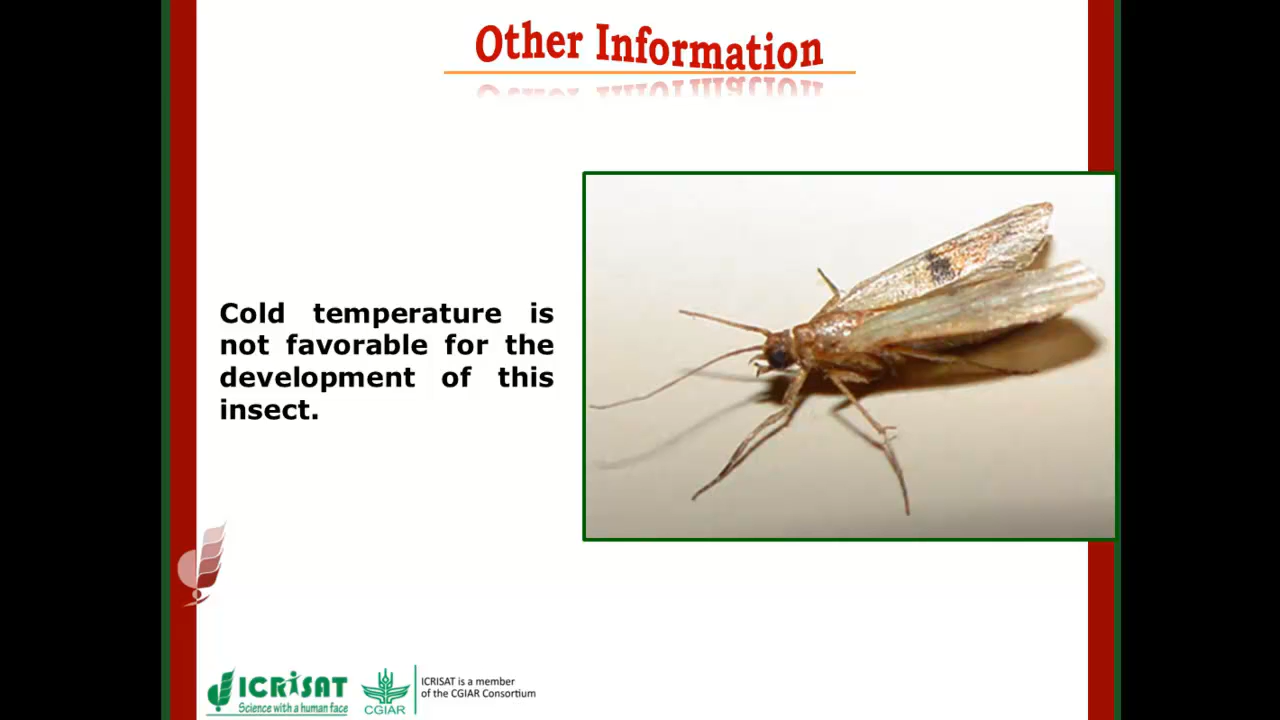 Other Information
Cold temperature is
not favorable for the
development of this
insect.
ICRISAT
Science with a human face
CGIAR
ICRISAT is a member
of the CGIAR Consortium